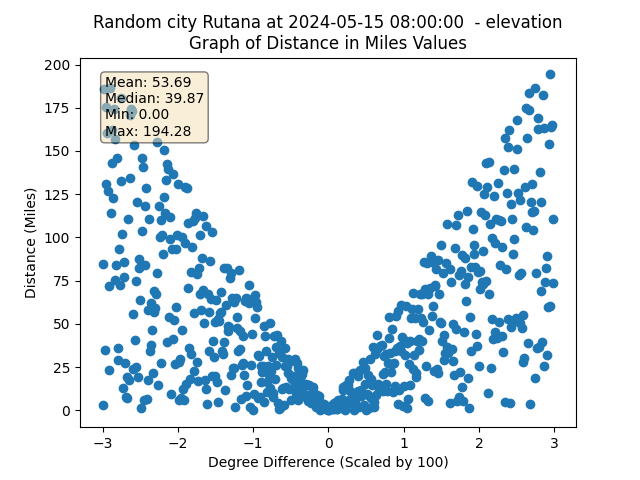 Random city Rutana at 2024-05-15 08:00:00  - elevation
Graph of Distance in Miles Values
200
175
150
125
100
75
50
25
0
Mean: 53.69
Median: 39.87
Min: 0.00
Max: 194.28
Distance (Miles)
−3
−2
−1
0
1
2
3
Degree Difference (Scaled by 100)